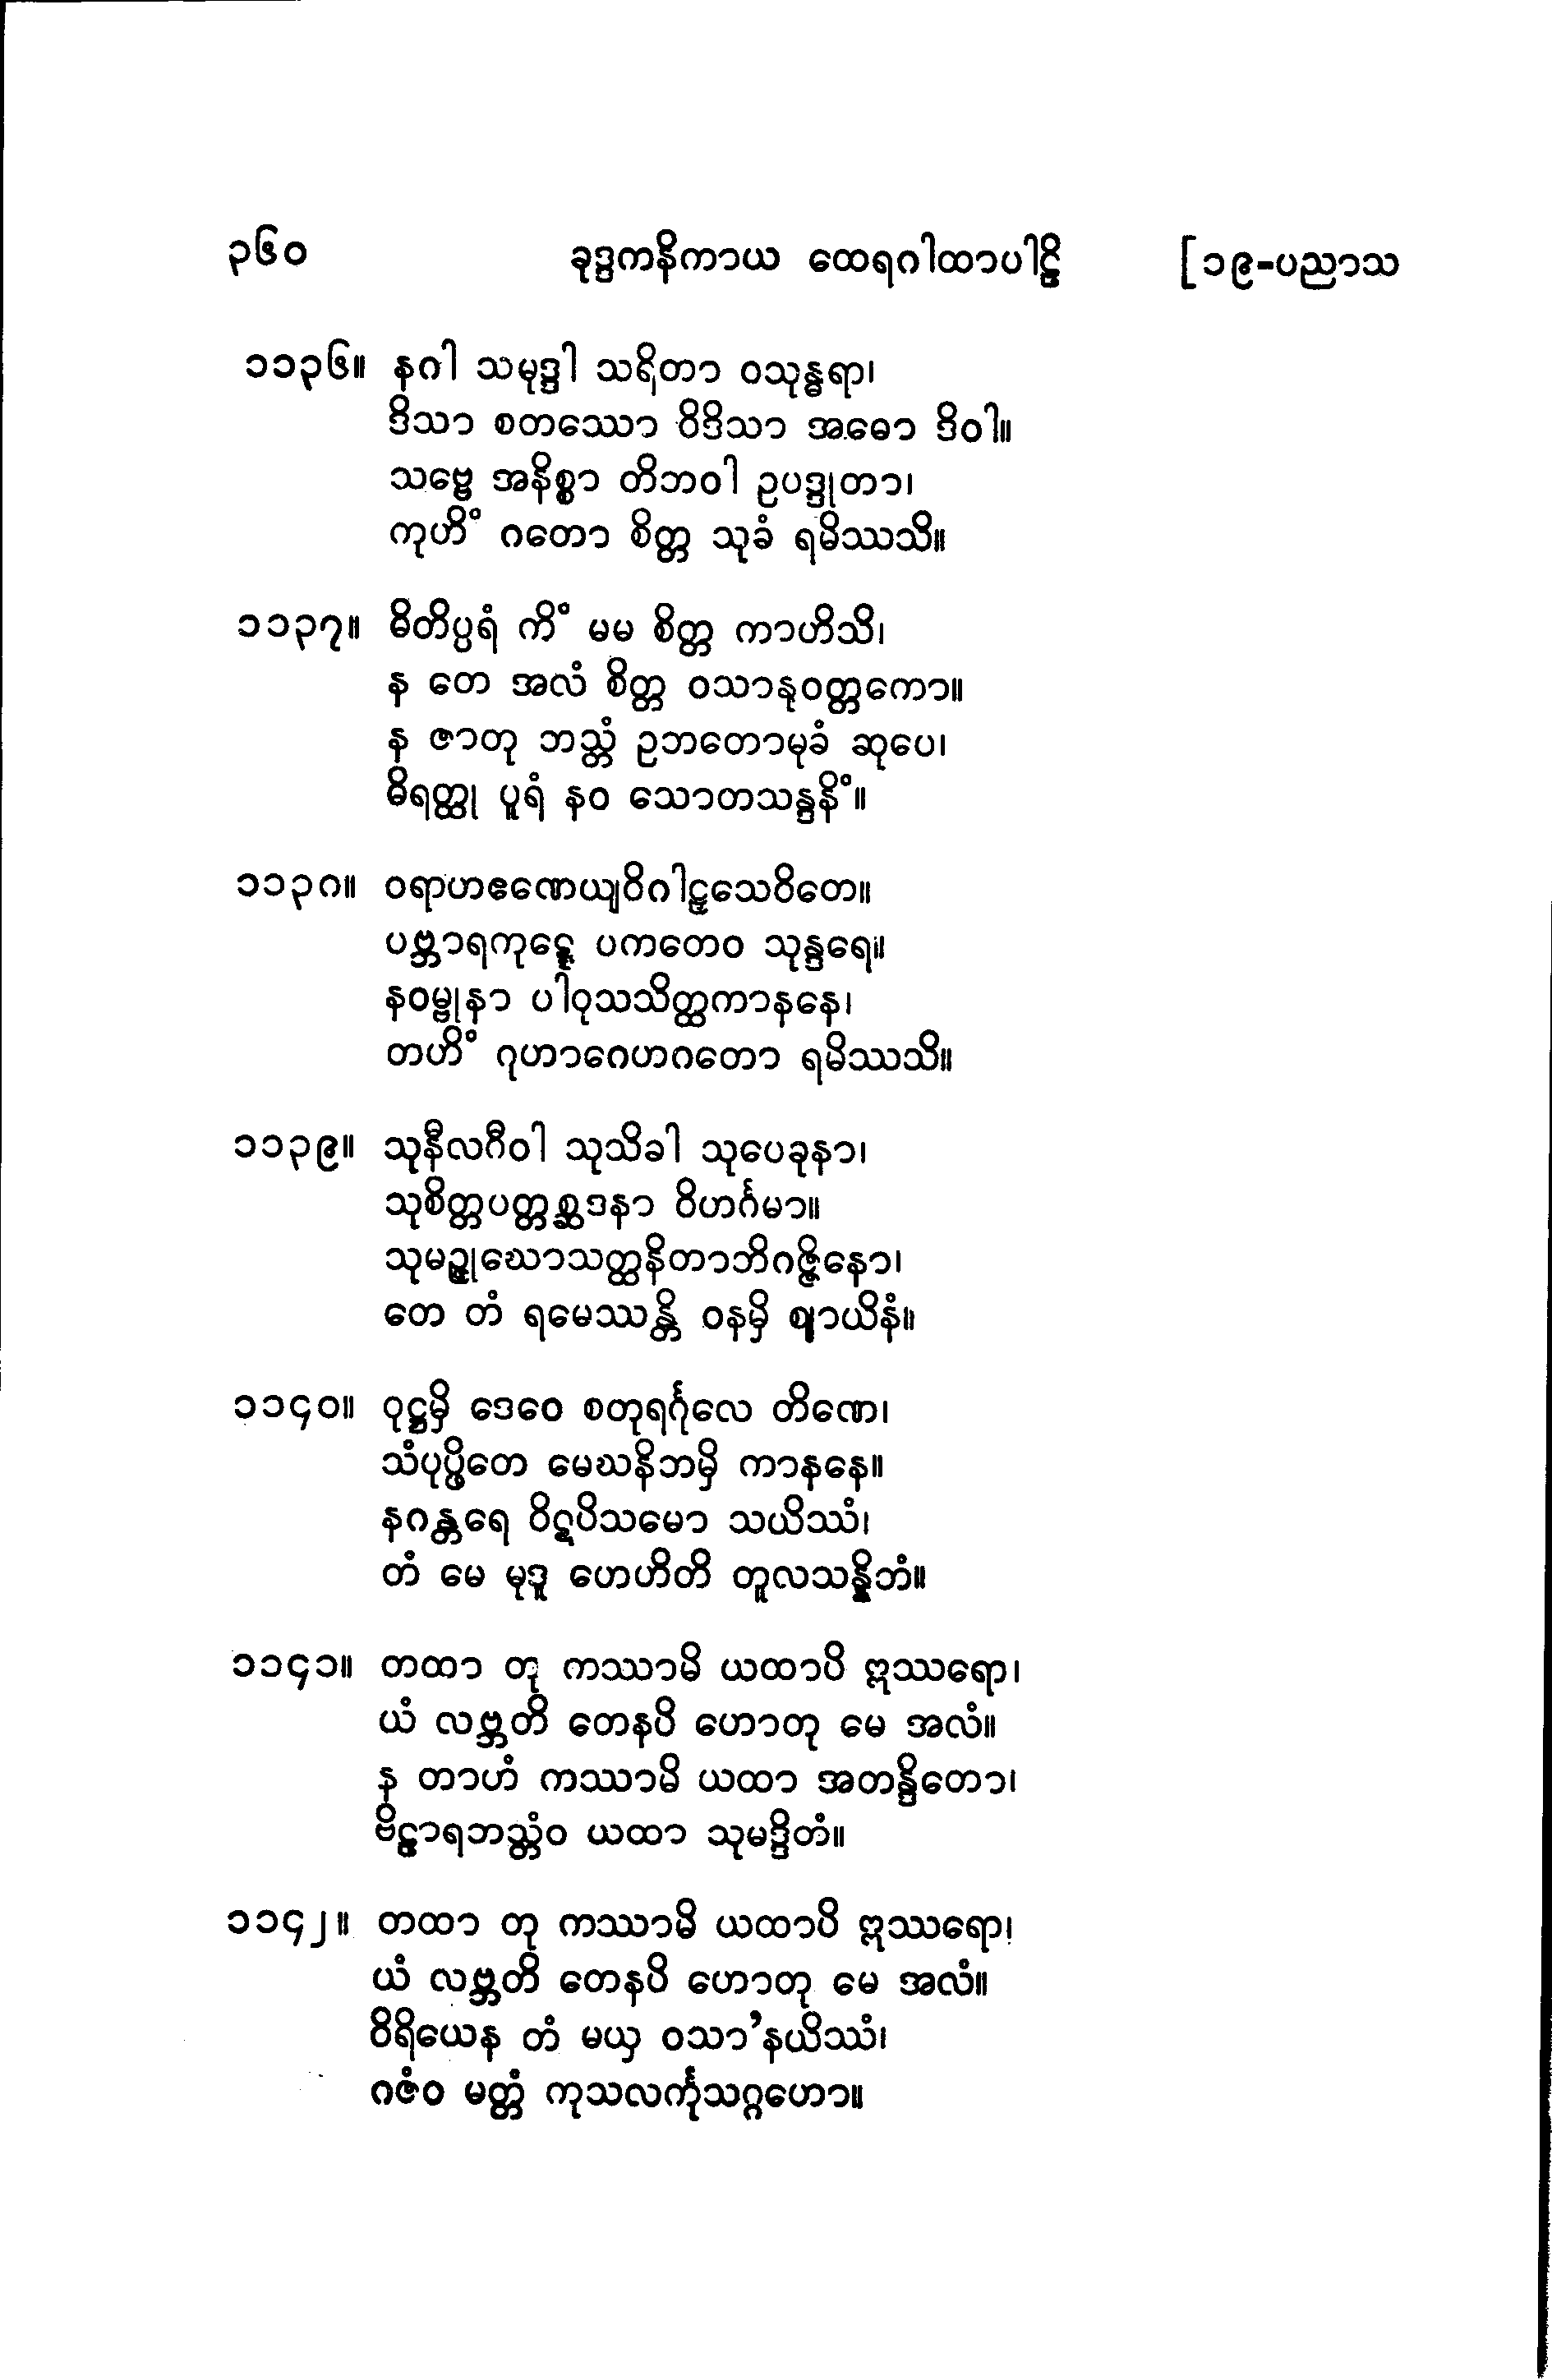 ၃၆၀ ခုဒ္ဒကနိကာယ ထေရဂါထာပါဠိ [၁၉-ပညာသ
၁၁၃၆။ နဂါ သမုဒ္ဒါ သရိတာ ဝသုန္ဓရာ၊
ဒိသာ စတဿော ဝိဒိသာ အဓော ဒိဝါ။
သဗ္ဗေ အနိစ္စာ တိဘဝါ ဥပဒ္ဒုတာ၊
ကုဟိံ ဂတော စိတ္တ သုခံ ရမိဿသိ။
၁၁၃၇။ ဓိတိပ္ပရံ ကိံ မမ စိတ္တ ကာဟိသိ၊
န တေ အလံ စိတ္တ ဝသာနုဝတ္တကော။
န ဇာတု ဘသ္တံ ဥဘတောမုခံ ဆုပေ၊
ဓိရတ္ထု ပူရံ နဝ သောတသန္ဒနိံ။
၁၁၃၈။ ဝရာဟဧဏေယျဝိဂါဠှသေဝိတေ။
ပဗ္ဘာရကုဋ္ဋေ ပကတေဝ သုန္ဒရေ။
နဝမ္ဗုနာ ပါဝုသသိတ္ထကာနနေ၊
တဟိံ ဂုဟာဂေဟဂတော ရမိဿသိ။
၁၁၃၉။ သုနီလဂီဝါ သုသိခါ သုပေခုနာ၊
သုစိတ္တပတ္တစ္ဆဒနာ ဝိဟင်္ဂမာ။
သုမဉ္ဇုဃောသတ္ထနိတာဘိဂဇ္ဇိနော၊
တေ တံ ရမေဿန္တိ ဝနမှိ ဈာယိနံ။
၁၁၄၀။ ဝုဋ္ဌမှိ ဒေဝေ စတုရင်္ဂုလေ တိဏေ၊
သံပုပ္ဖိတေ မေဃနိဘမှိ ကာနနေ။
နဂန္တရေ ဝိဋပိသမော သယိဿံ၊
တံ မေ မုဒူ ဟေဟိတိ တူလသန္နိဘံ။
၁၁၄၁။ တထာ တု ကဿာမိ ယထာပိ ဣဿရော၊
ယံ လဗ္ဘတိ တေနပိ ဟောတု မေ အလံ။
န တာဟံ ကဿာမိ ယထာ အတန္ဒိတော၊
ဗိဠာရဘသ္တံဝ ယထာ သုမဒ္ဒိတံ။
၁၁၄၂။ တထာ တု ကဿာမိ ယထာပိ ဣဿရော၊
ယံ လဗ္ဘတိ တေနပိ ဟောတု မေ အလံ။
ဝိရိယေန တံ မယှ ဝသာ’နယိဿံ၊
ဂဇံဝ မတ္တံ ကုသလင်္ကုသဂ္ဂဟော။